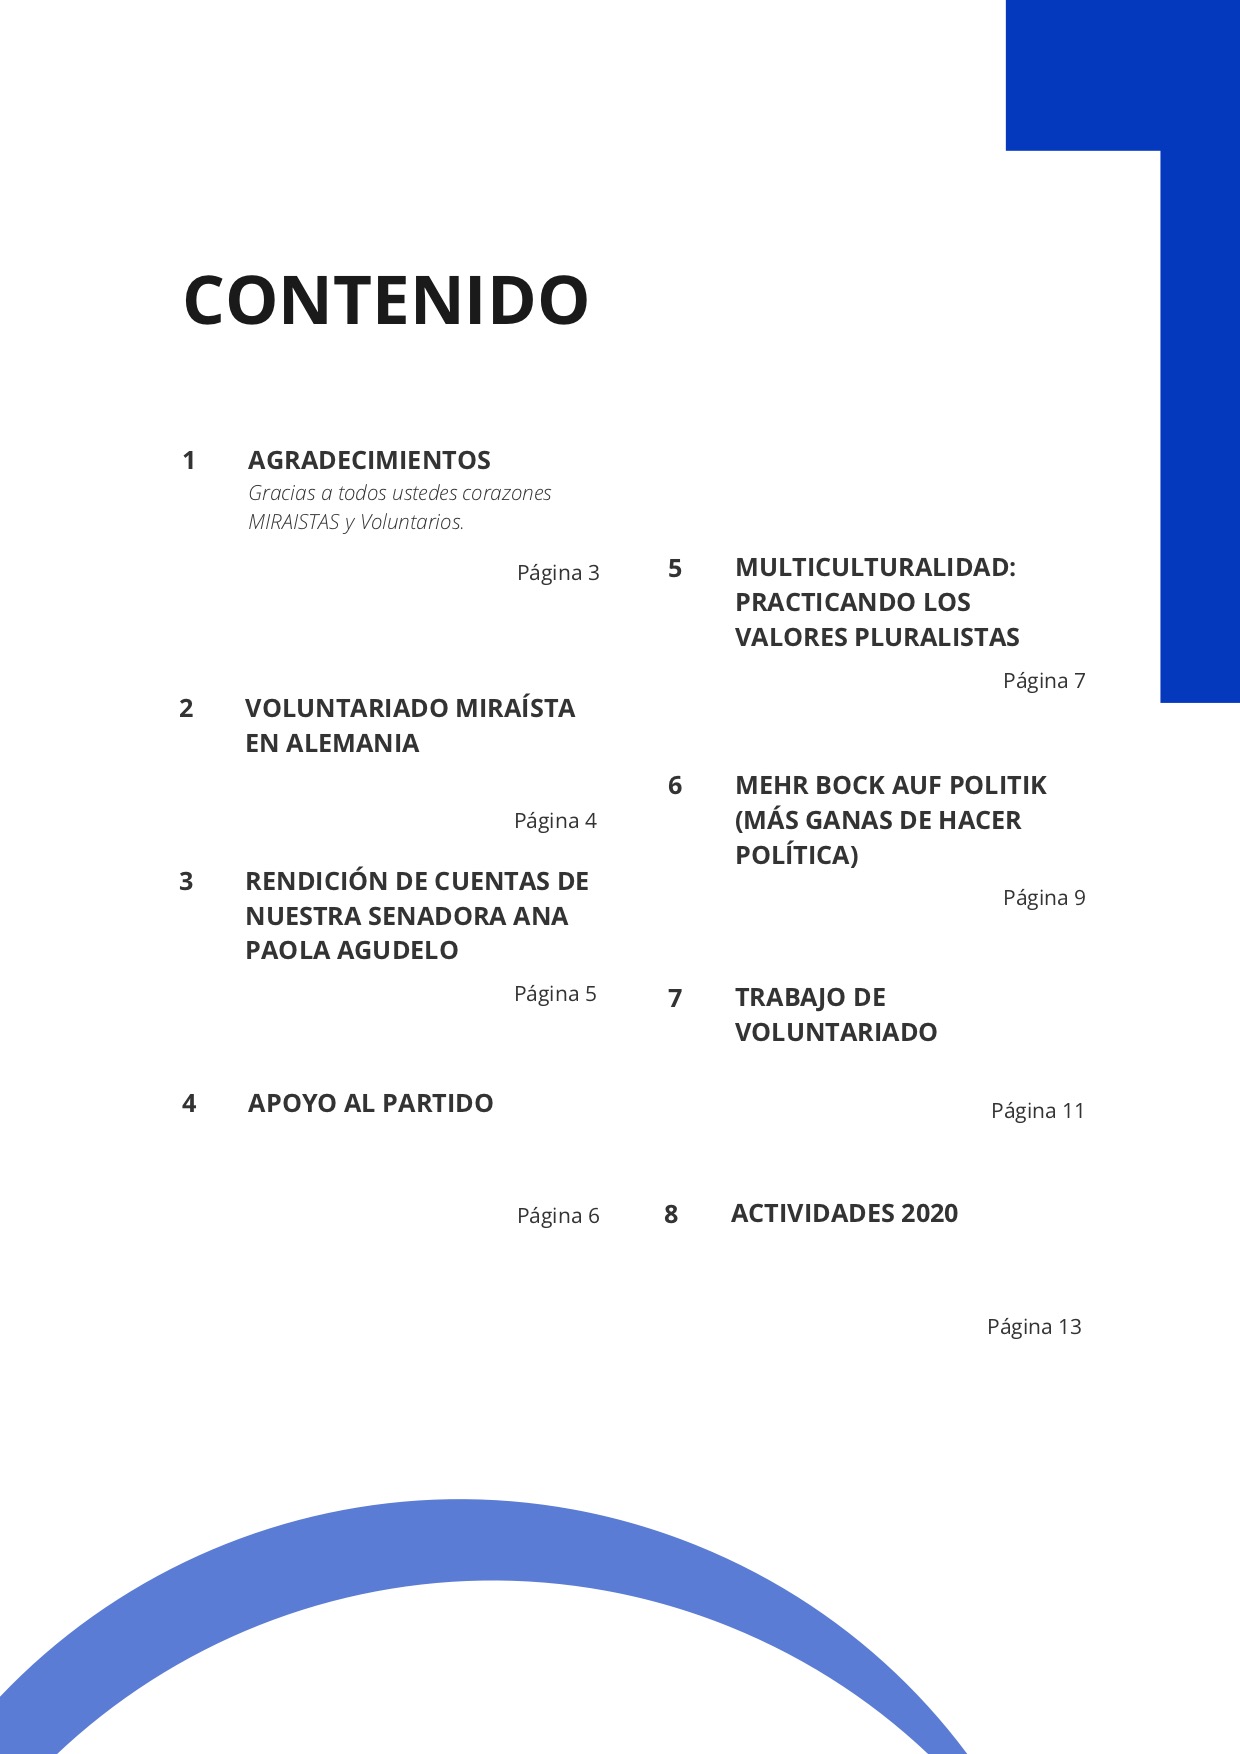 CONTENIDO
1 AGRADECIMIENTOS
Gracias a todos ustedes corazones
MIRAISTAS y Voluntarios.
Página 3
2 VOLUNTARIADO MIRAÍSTA
EN ALEMANIA
Página 4
3 RENDICIÓN DE CUENTAS DE
NUESTRA SENADORA ANA
PAOLA AGUDELO
Página 5
4 APOYO AL PARTIDO
Página 6
5 MULTICULTURALIDAD:
PRACTICANDO LOS
VALORES PLURALISTAS
Página 7
6 MEHR BOCK AUF POLITIK
(MÁS GANAS DE HACER
POLÍTICA)
Página 9
7 TRABAJO DE
VOLUNTARIADO
Página 11
8 ACTIVIDADES 2020
Página 13